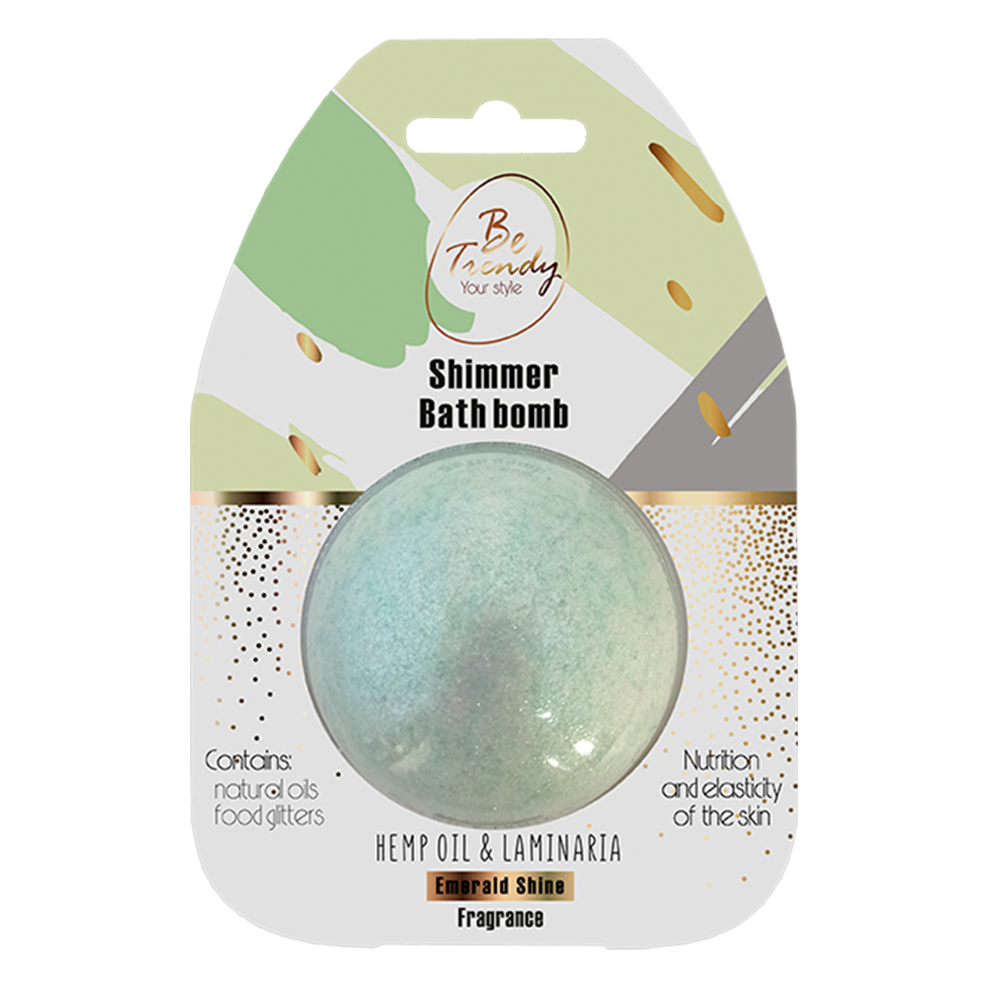 Be
Trendy
Your style
Shimmer
Bath bomb
Contains:
natural oils
food glitters
Nutrition
and elasticity
of the skin
HEMP OIL & LAMINARIA
Emerald Shine
Fragrance